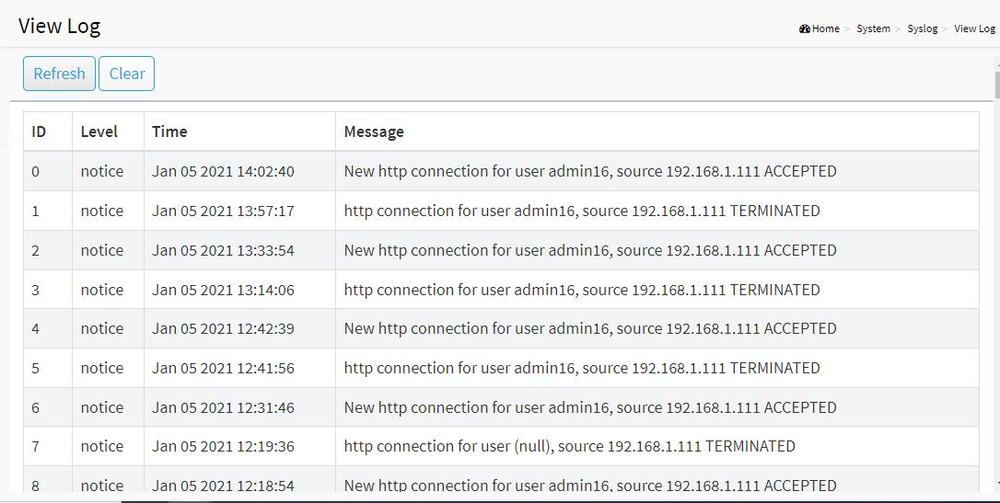 View Log
Home > System > Syslog > View Log
Refresh Clear
ID Level Time Message
0 notice Jan 05 2021 14:02:40 New http connection for user admin16, source 192.168.1.111 ACCEPTED
1 notice Jan 05 2021 13:57:17 http connection for user admin16, source 192.168.1.111 TERMINATED
2 notice Jan 05 2021 13:33:54 New http connection for user admin16, source 192.168.1.111 ACCEPTED
3 notice Jan 05 2021 13:14:06 http connection for user admin16, source 192.168.1.111 TERMINATED
4 notice Jan 05 2021 12:42:39 New http connection for user admin16, source 192.168.1.111 ACCEPTED
5 notice Jan 05 2021 12:41:56 http connection for user admin16, source 192.168.1.111 TERMINATED
6 notice Jan 05 2021 12:31:46 New http connection for user admin16, source 192.168.1.111 ACCEPTED
7 notice Jan 05 2021 12:19:36 http connection for user (null), source 192.168.1.111 TERMINATED
8 notice Jan 05 2021 12:18:54 New http connection for user admin16, source 192.168.1.111 ACCEPTED